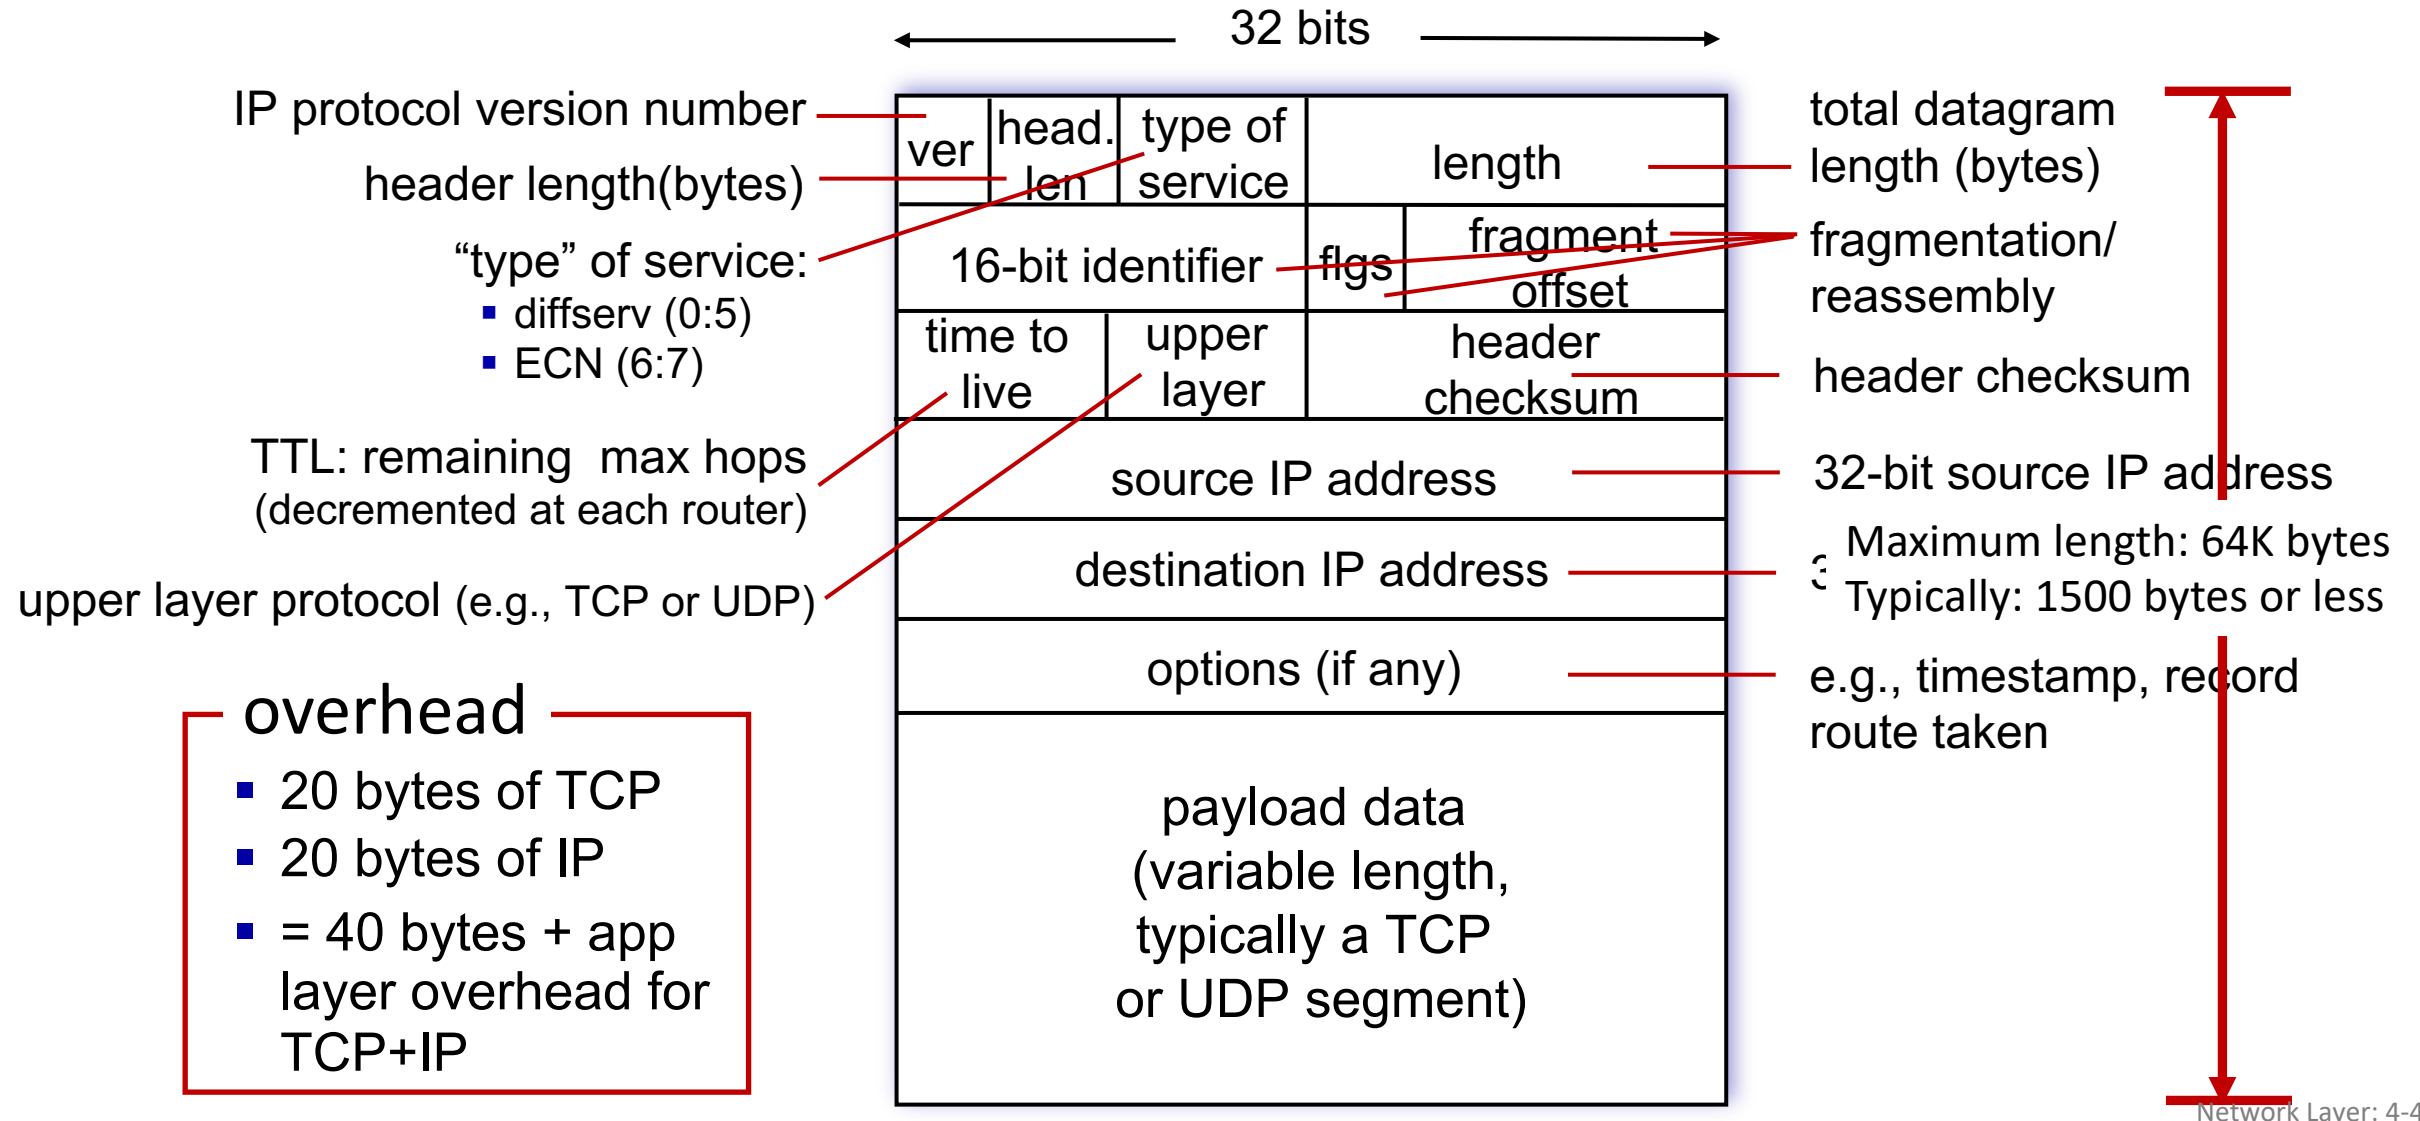 32 bits
IP protocol version number
header length(bytes)
“type” of service:
▪ diffserv (0:5)
▪ ECN (6:7)
TTL: remaining max hops
(decremented at each router)
upper layer protocol (e.g., TCP or UDP)
overhead
▪ 20 bytes of TCP
▪ 20 bytes of IP
▪ = 40 bytes + app
layer overhead for
TCP+IP
ver
head.
len
type of
service
length
16-bit identifier
flgs
fragment
offset
time to
live
upper
layer
header
checksum
source IP address
destination IP address
options (if any)
payload data
(variable length,
typically a TCP
or UDP segment)
total datagram
length (bytes)
fragmentation/
reassembly
header checksum
32-bit source IP address
Maximum length: 64K bytes
Typically: 1500 bytes or less
e.g., timestamp, record
route taken
Network Layer: 4-4